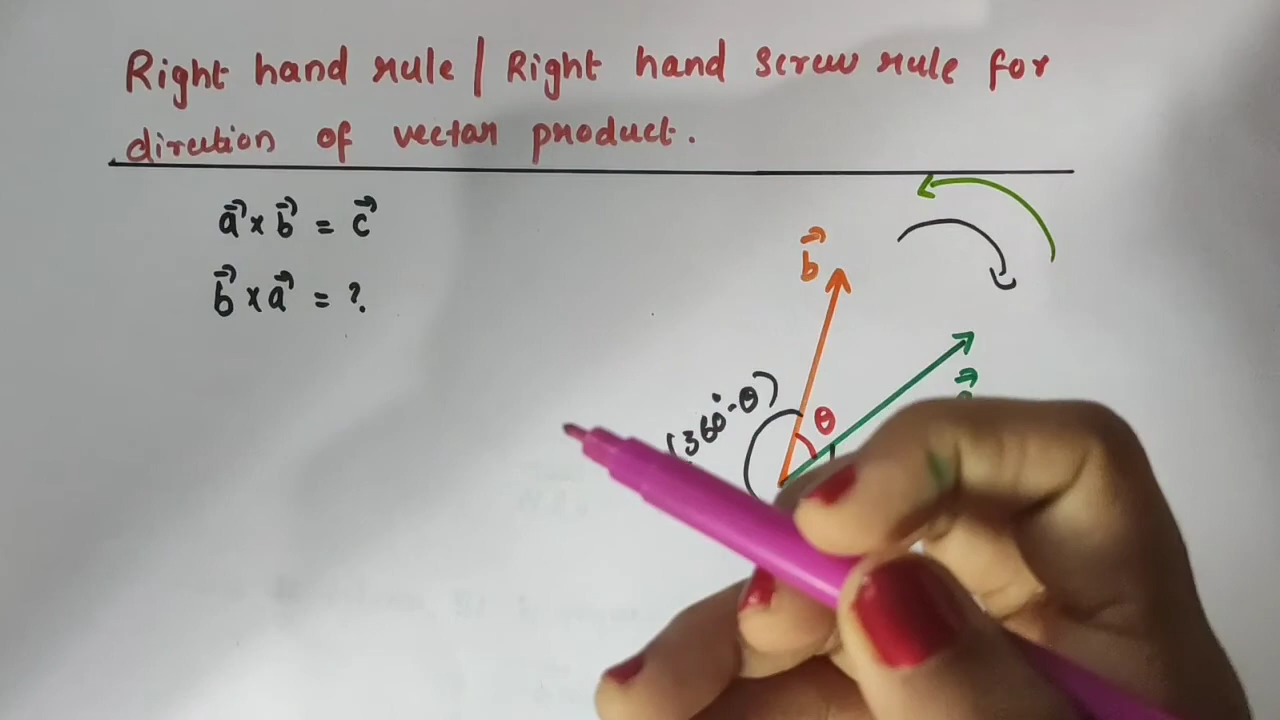 Right hand rule / Right hand screw rule for
direction of vector product.
a⃗ × b⃗ = c⃗
b⃗ × a⃗ = ?
b⃗
θ
(360°-θ)